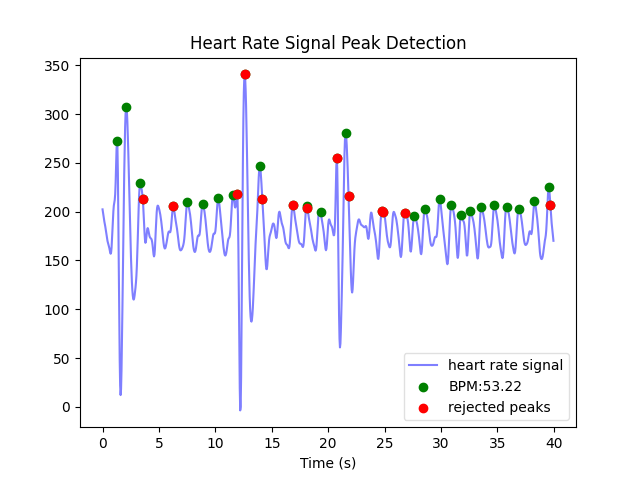 Heart Rate Signal Peak Detection
350
300
250
200
150
100
50
0
heart rate signal
BPM:53.22
rejected peaks
0 5 10 15 20 25 30 35 40
Time (s)